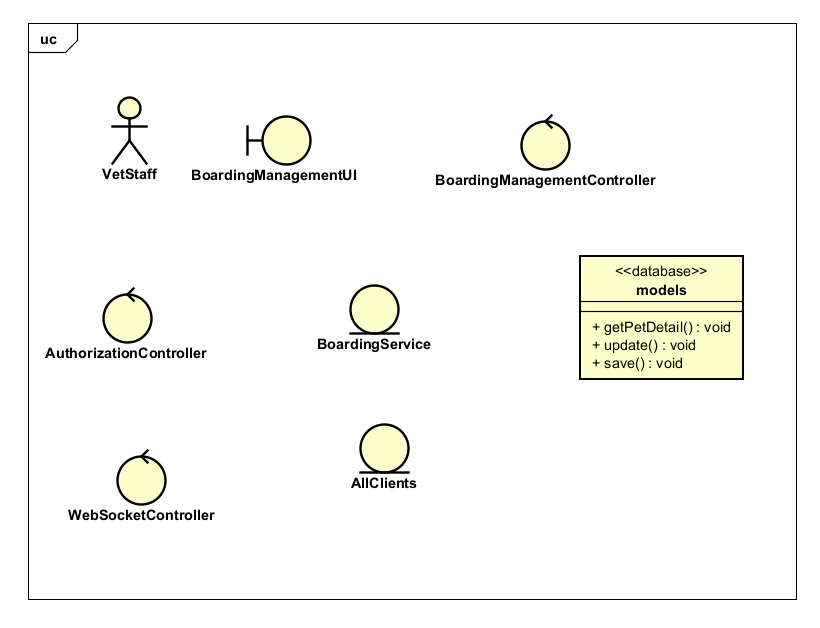 uc
VetStaff
BoardingManagementUI
BoardingManagementController
<<database>>
models
+ getPetDetail() : void
+ update() : void
+ save() : void
AuthorizationController
BoardingService
WebSocketController
AllClients